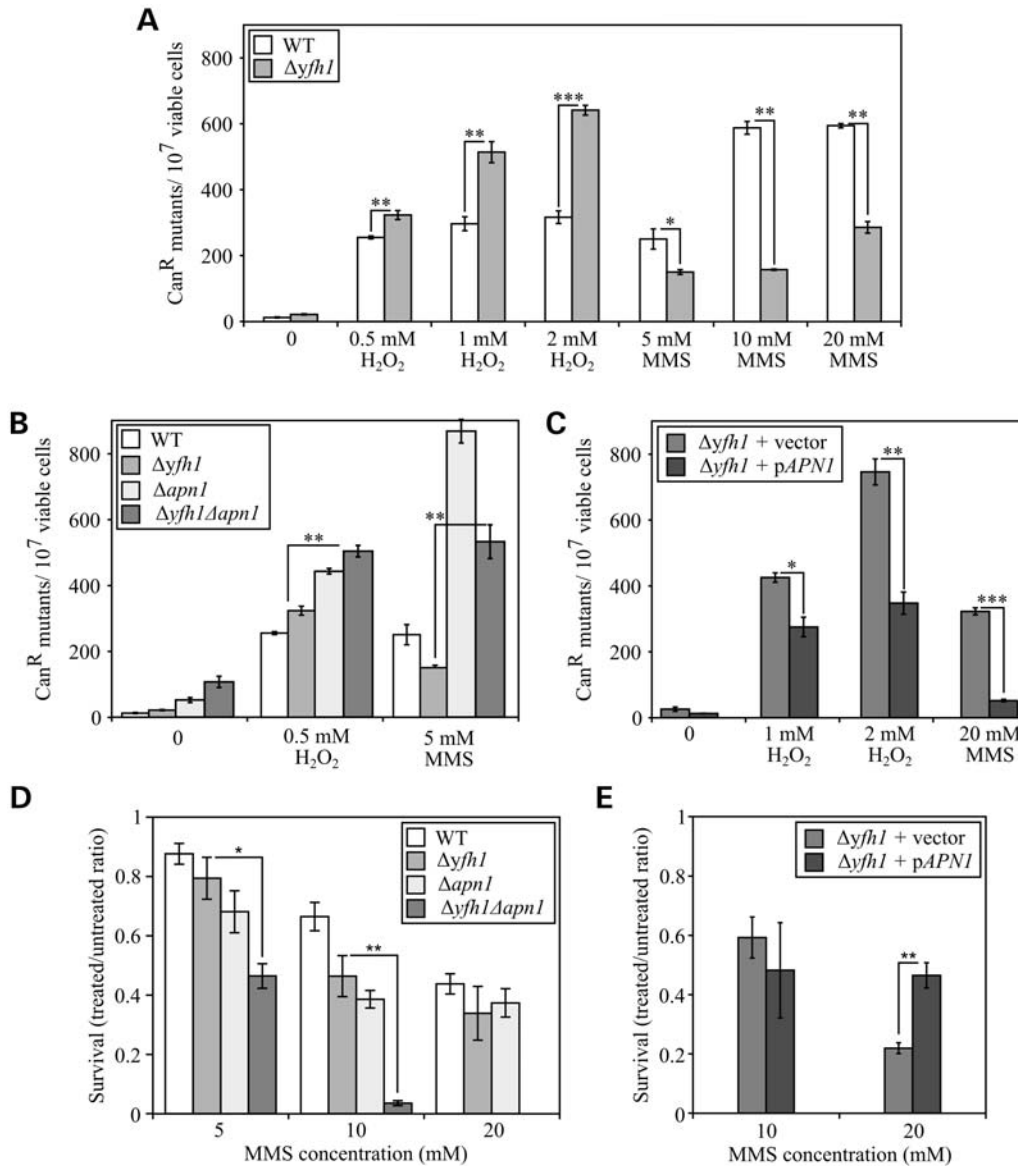 A
WT
Δyfh1
Can^R mutants/ 10^7 viable cells
800
600
400
200
0
**
**
***
*
**
**
0
0.5 mM
H₂O₂
1 mM
H₂O₂
2 mM
H₂O₂
5 mM
MMS
10 mM
MMS
20 mM
MMS
B
WT
Δyfh1
Δapn1
Δyfh1Δapn1
Can^R mutants/ 10^7 viable cells
800
600
400
200
0
**
**
0
0.5 mM
H₂O₂
5 mM
MMS
C
Δyfh1 + vector
Δyfh1 + pAPN1
Can^R mutants/ 10^7 viable cells
800
600
400
200
0
*
**
***
0
1 mM
H₂O₂
2 mM
H₂O₂
20 mM
MMS
D
WT
Δyfh1
Δapn1
Δyfh1Δapn1
Survival (treated/untreated ratio)
1
0.8
0.6
0.4
0.2
0
*
**
5
10
20
MMS concentration (mM)
E
Δyfh1 + vector
Δyfh1 + pAPN1
Survival (treated/untreated ratio)
1
0.8
0.6
0.4
0.2
0
**
10
20
MMS concentration (mM)